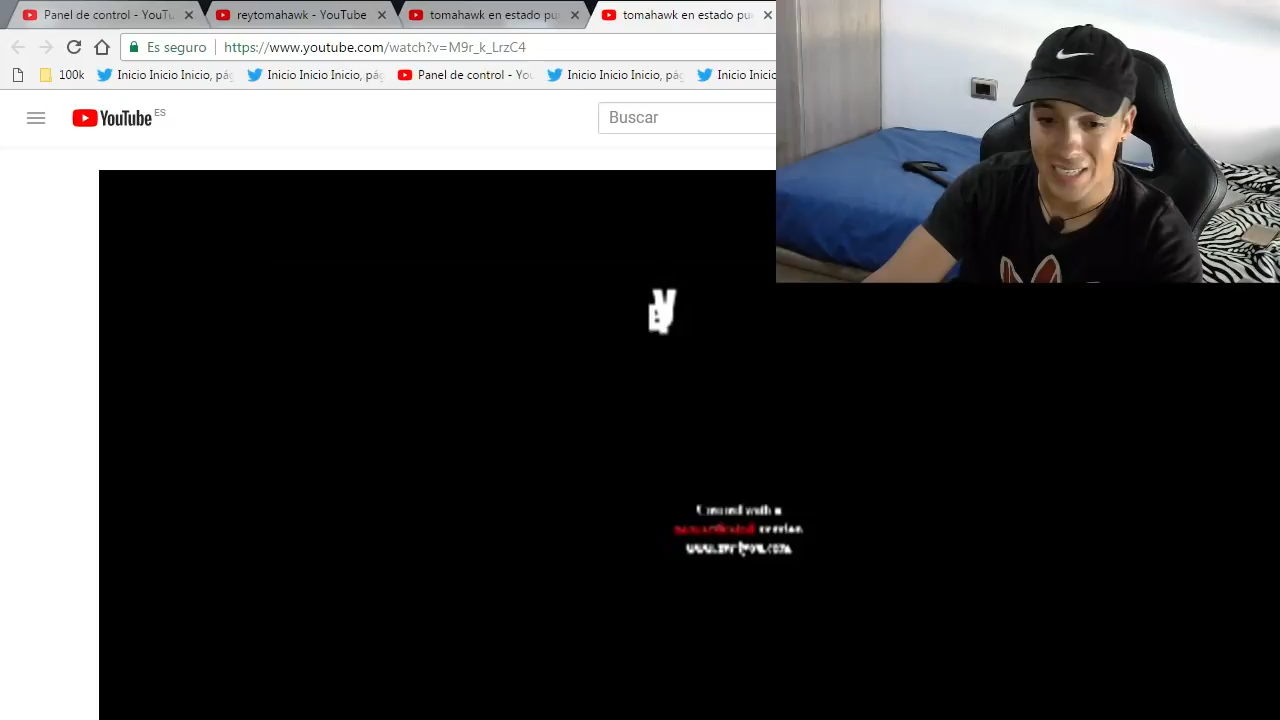 Panel de control - YouTu
reytomahawk - YouTube
tomahawk en estado pu
tomahawk en estado pu
Es seguro
https://www.youtube.com/watch?v=M9r_k_LrzC4
100k
Inicio Inicio Inicio, pág
Inicio Inicio Inicio, pág
Panel de control - You
Inicio Inicio Inicio, pág
Inicio Inicio Inicio
YouTube ES
Buscar
Created with a
version